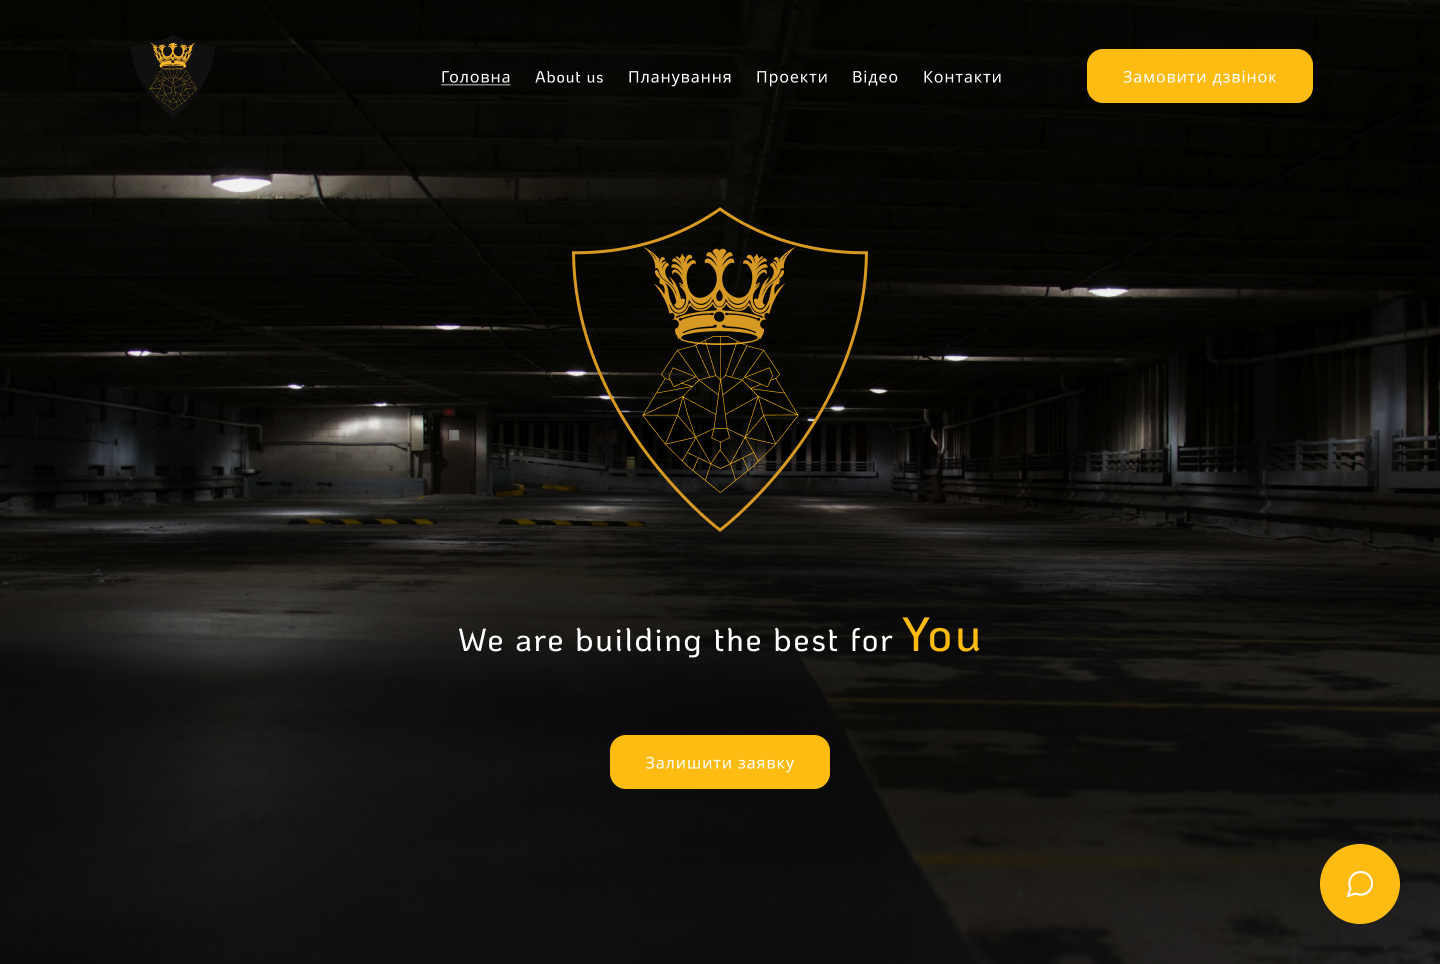 Головна About us Планування Проекти Відео Контакти Замовити дзвінок
We are building the best for You
Залишити заявку